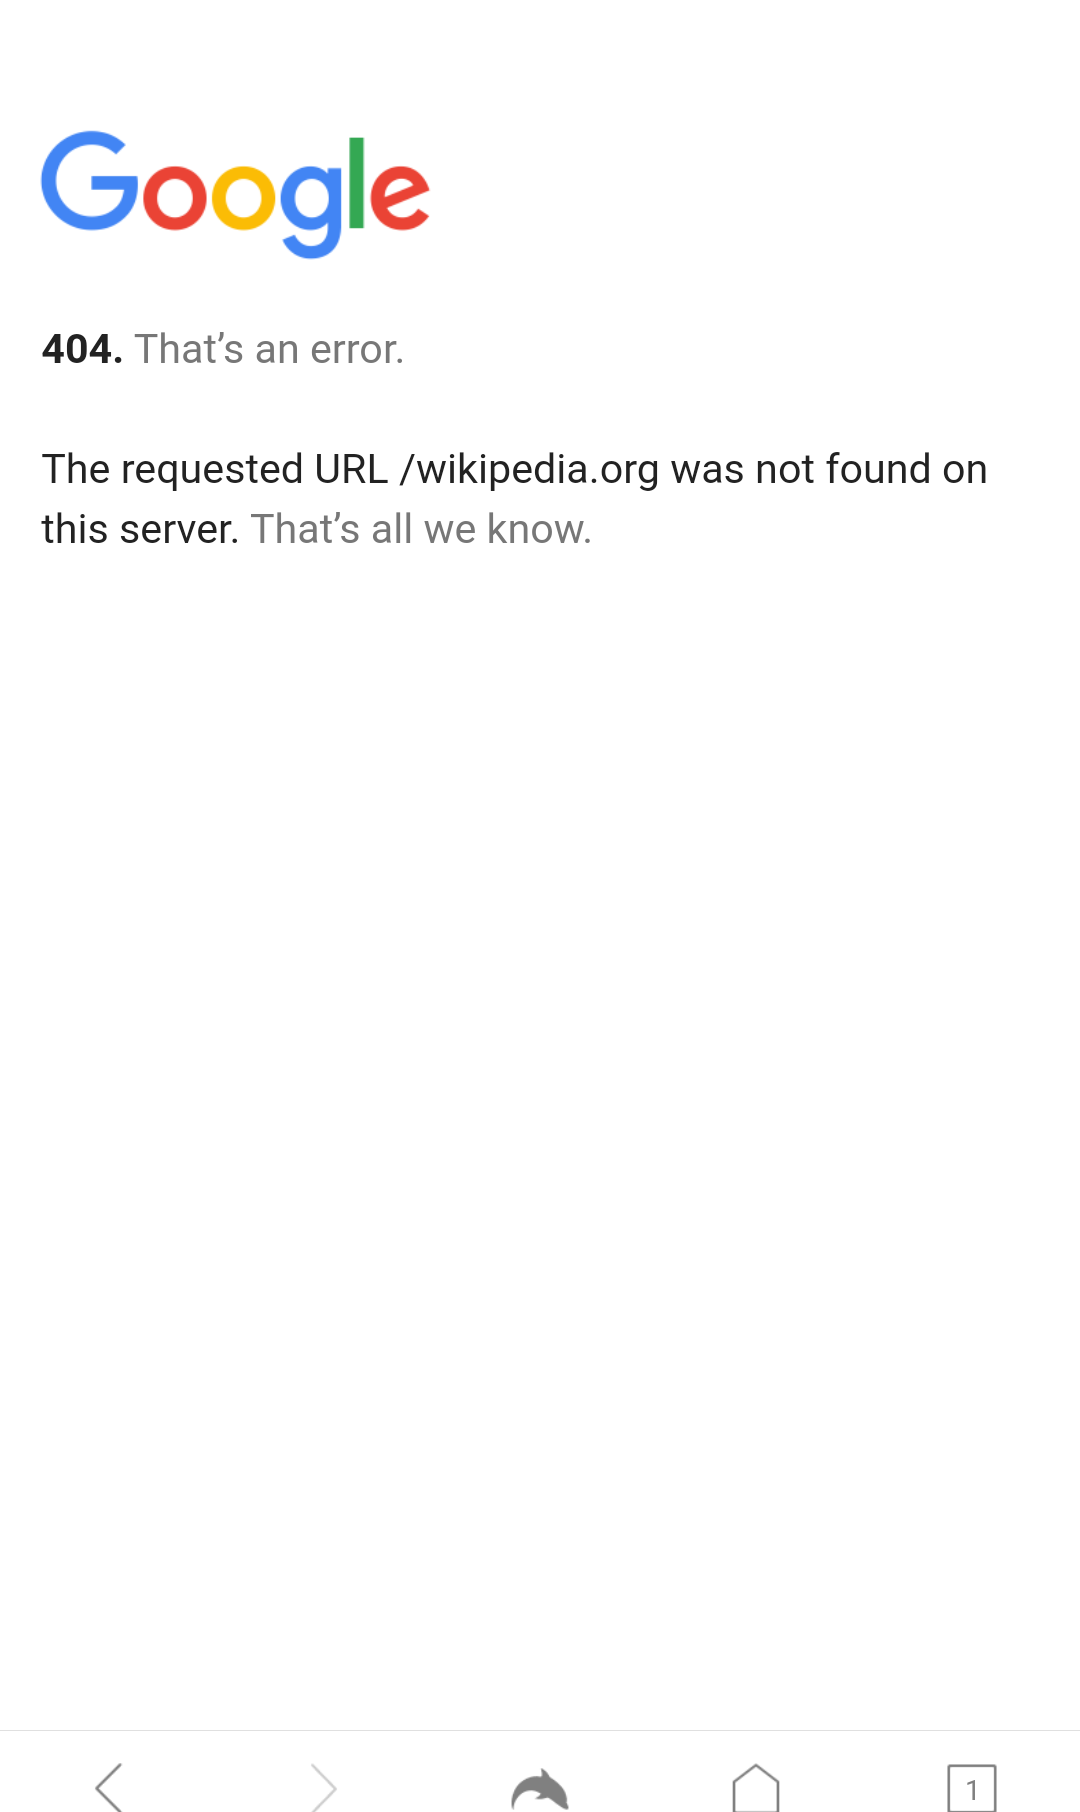 Google
404. That’s an error.
The requested URL /wikipedia.org was not found on
this server. That’s all we know.
1